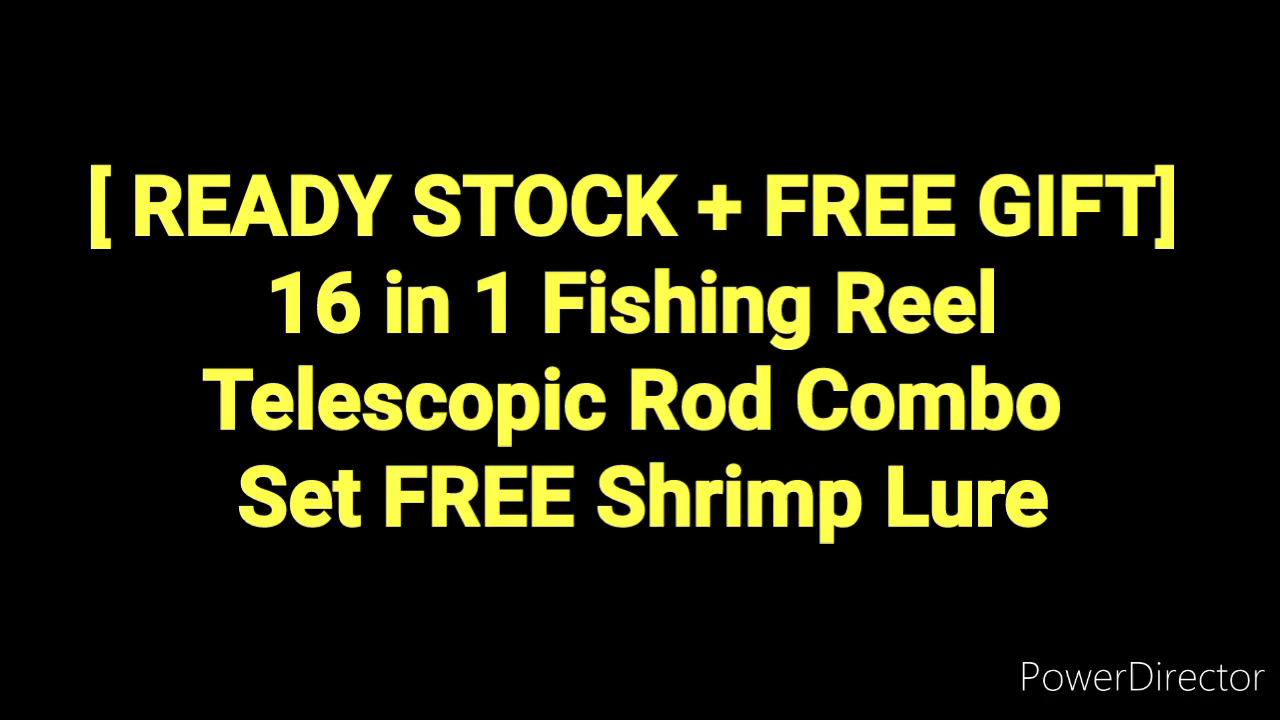 [ READY STOCK + FREE GIFT]
16 in 1 Fishing Reel
Telescopic Rod Combo
Set FREE Shrimp Lure
PowerDirector